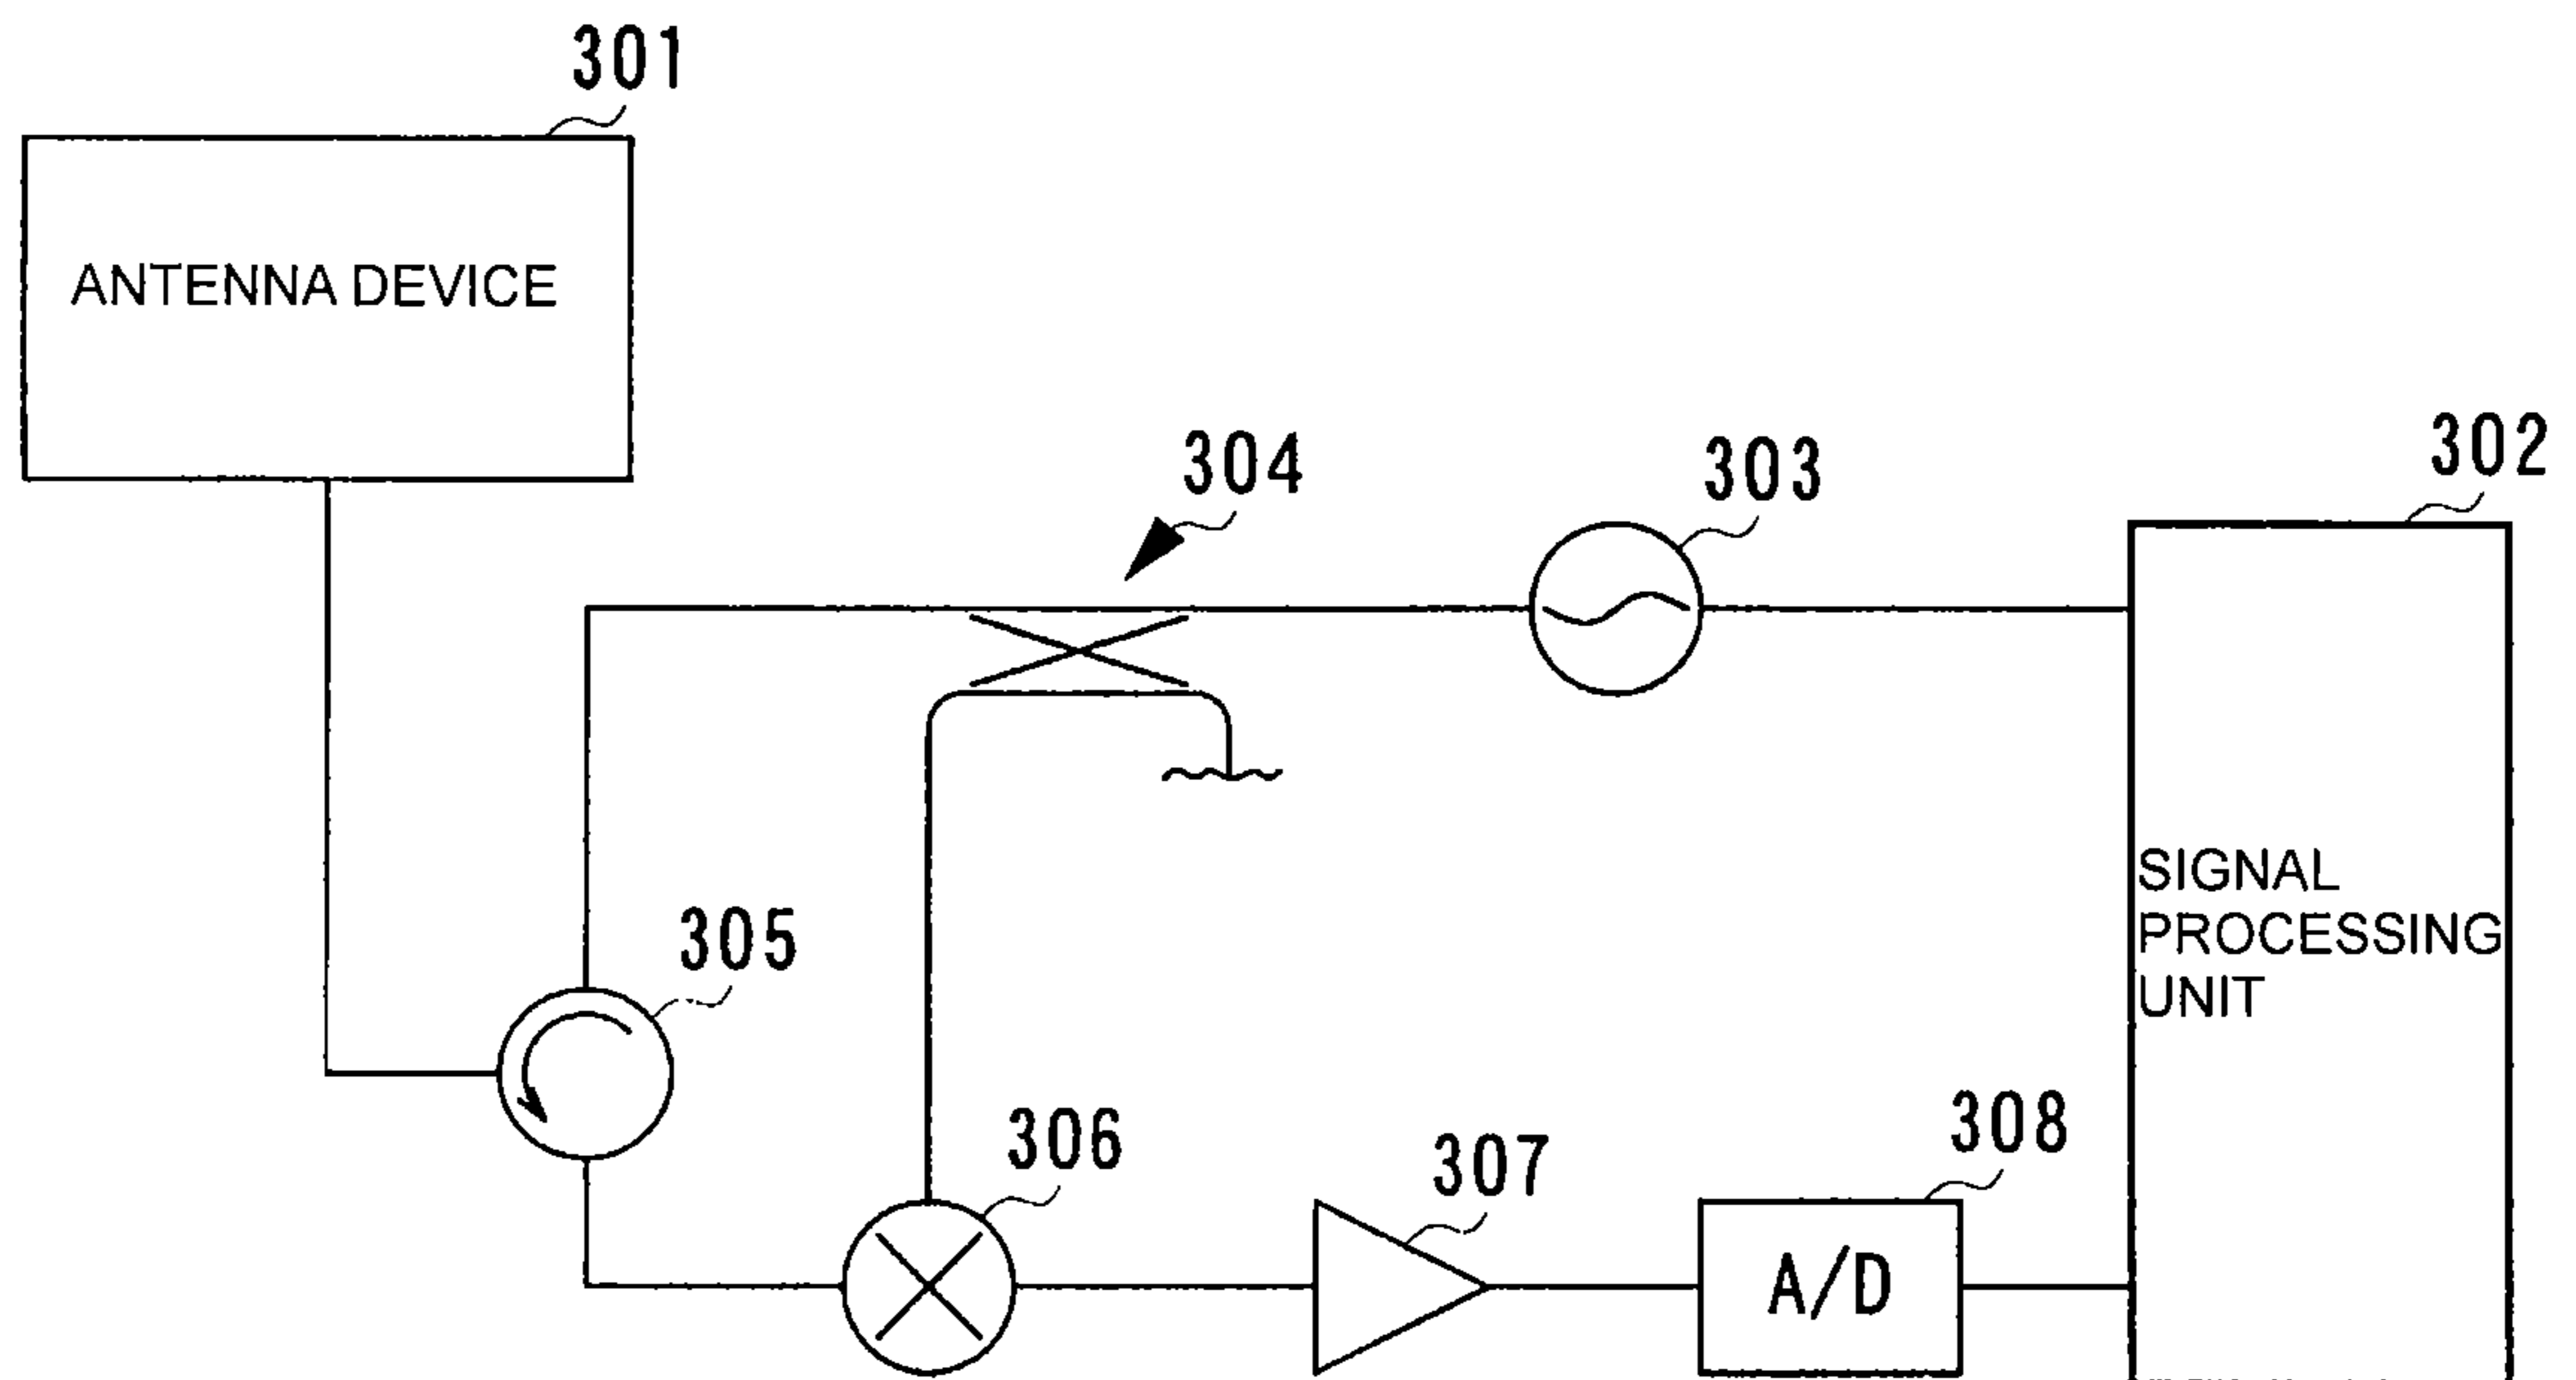 301
ANTENNA DEVICE
304
303
302
305
SIGNAL
PROCESSING
UNIT
306
307
308
A/D